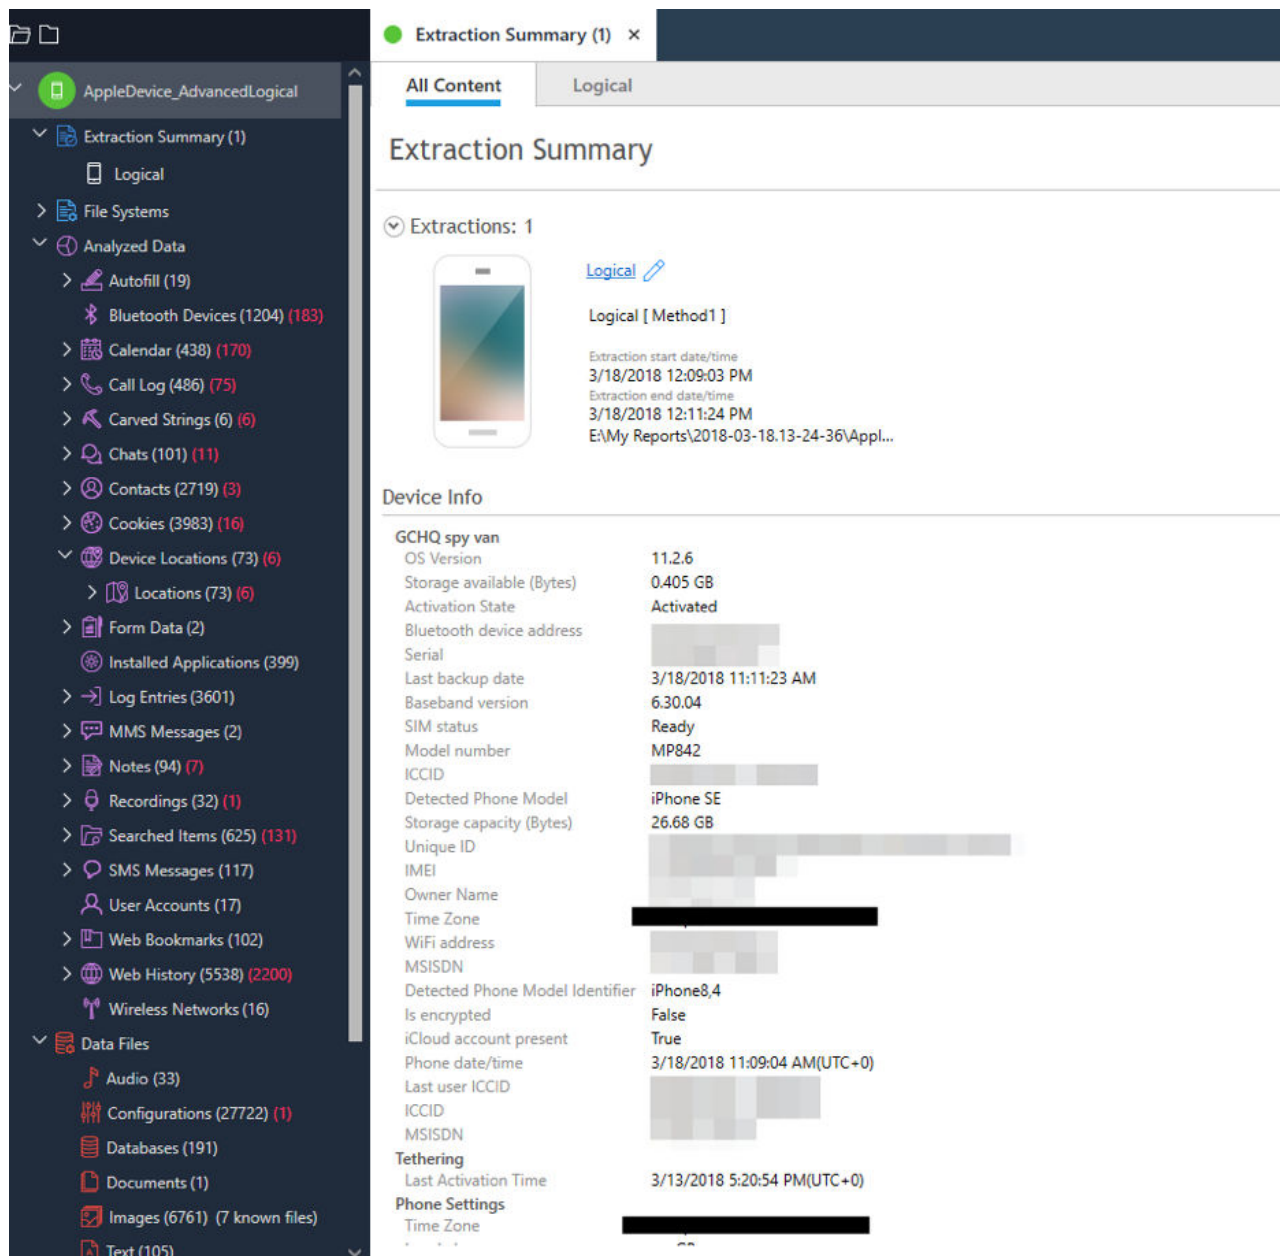 AppleDevice_AdvancedLogical
Extraction Summary (1)
Logical
File Systems
Analyzed Data
Autofill (19)
Bluetooth Devices (1204) (183)
Calendar (438) (170)
Call Log (486) (75)
Carved Strings (6) (6)
Chats (101) (11)
Contacts (2719) (3)
Cookies (3983) (16)
Device Locations (73) (6)
Locations (73) (6)
Form Data (2)
Installed Applications (399)
Log Entries (3601)
MMS Messages (2)
Notes (94) (7)
Recordings (32) (1)
Searched Items (625) (131)
SMS Messages (117)
User Accounts (17)
Web Bookmarks (102)
Web History (5538) (2200)
Wireless Networks (16)
Data Files
Audio (33)
Configurations (27722) (1)
Databases (191)
Documents (1)
Images (6761) (7 known files)
Text (105)
Extraction Summary (1) ×
All Content Logical
Extraction Summary
Extractions: 1
Logical
Logical [ Method1 ]
Extraction start date/time
3/18/2018 12:09:03 PM
Extraction end date/time
3/18/2018 12:11:24 PM
E:\My Reports\2018-03-18.13-24-36\Appl...
Device Info
GCHQ spy van
OS Version 11.2.6
Storage available (Bytes) 0.405 GB
Activation State Activated
Bluetooth device address
Serial
Last backup date 3/18/2018 11:11:23 AM
Baseband version 6.30.04
SIM status Ready
Model number MP842
ICCID
Detected Phone Model iPhone SE
Storage capacity (Bytes) 26.68 GB
Unique ID
IMEI
Owner Name
Time Zone
WiFi address
MSISDN
Detected Phone Model Identifier iPhone8,4
Is encrypted False
iCloud account present True
Phone date/time 3/18/2018 11:09:04 AM(UTC+0)
Last user ICCID
ICCID
MSISDN
Tethering
Last Activation Time 3/13/2018 5:20:54 PM(UTC+0)
Phone Settings
Time Zone